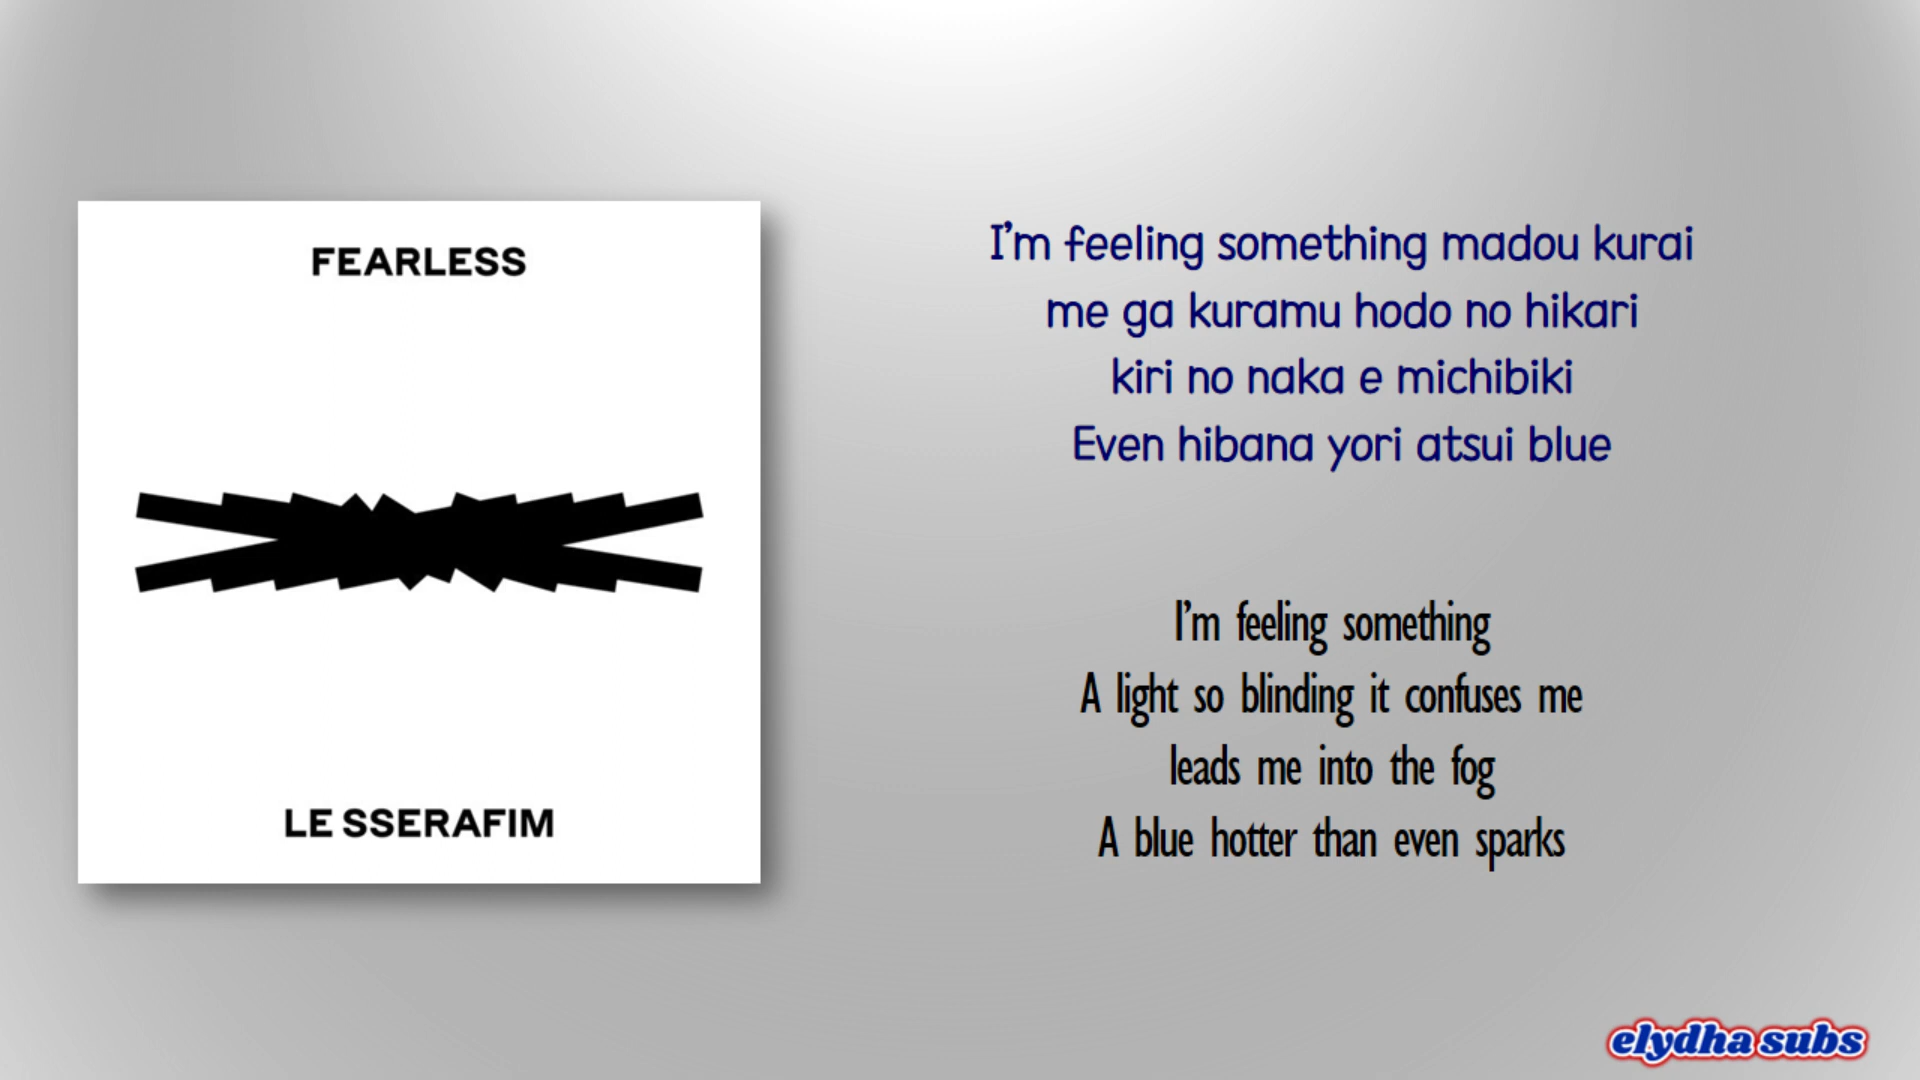 FEARLESS
LE SSERAFIM
I'm feeling something madou kurai
me ga kuramu hodo no hikari
kiri no naka e michibiki
Even hibana yori atsui blue
I'm feeling something
A light so blinding it confuses me
leads me into the fog
A blue hotter than even sparks
elydha subs